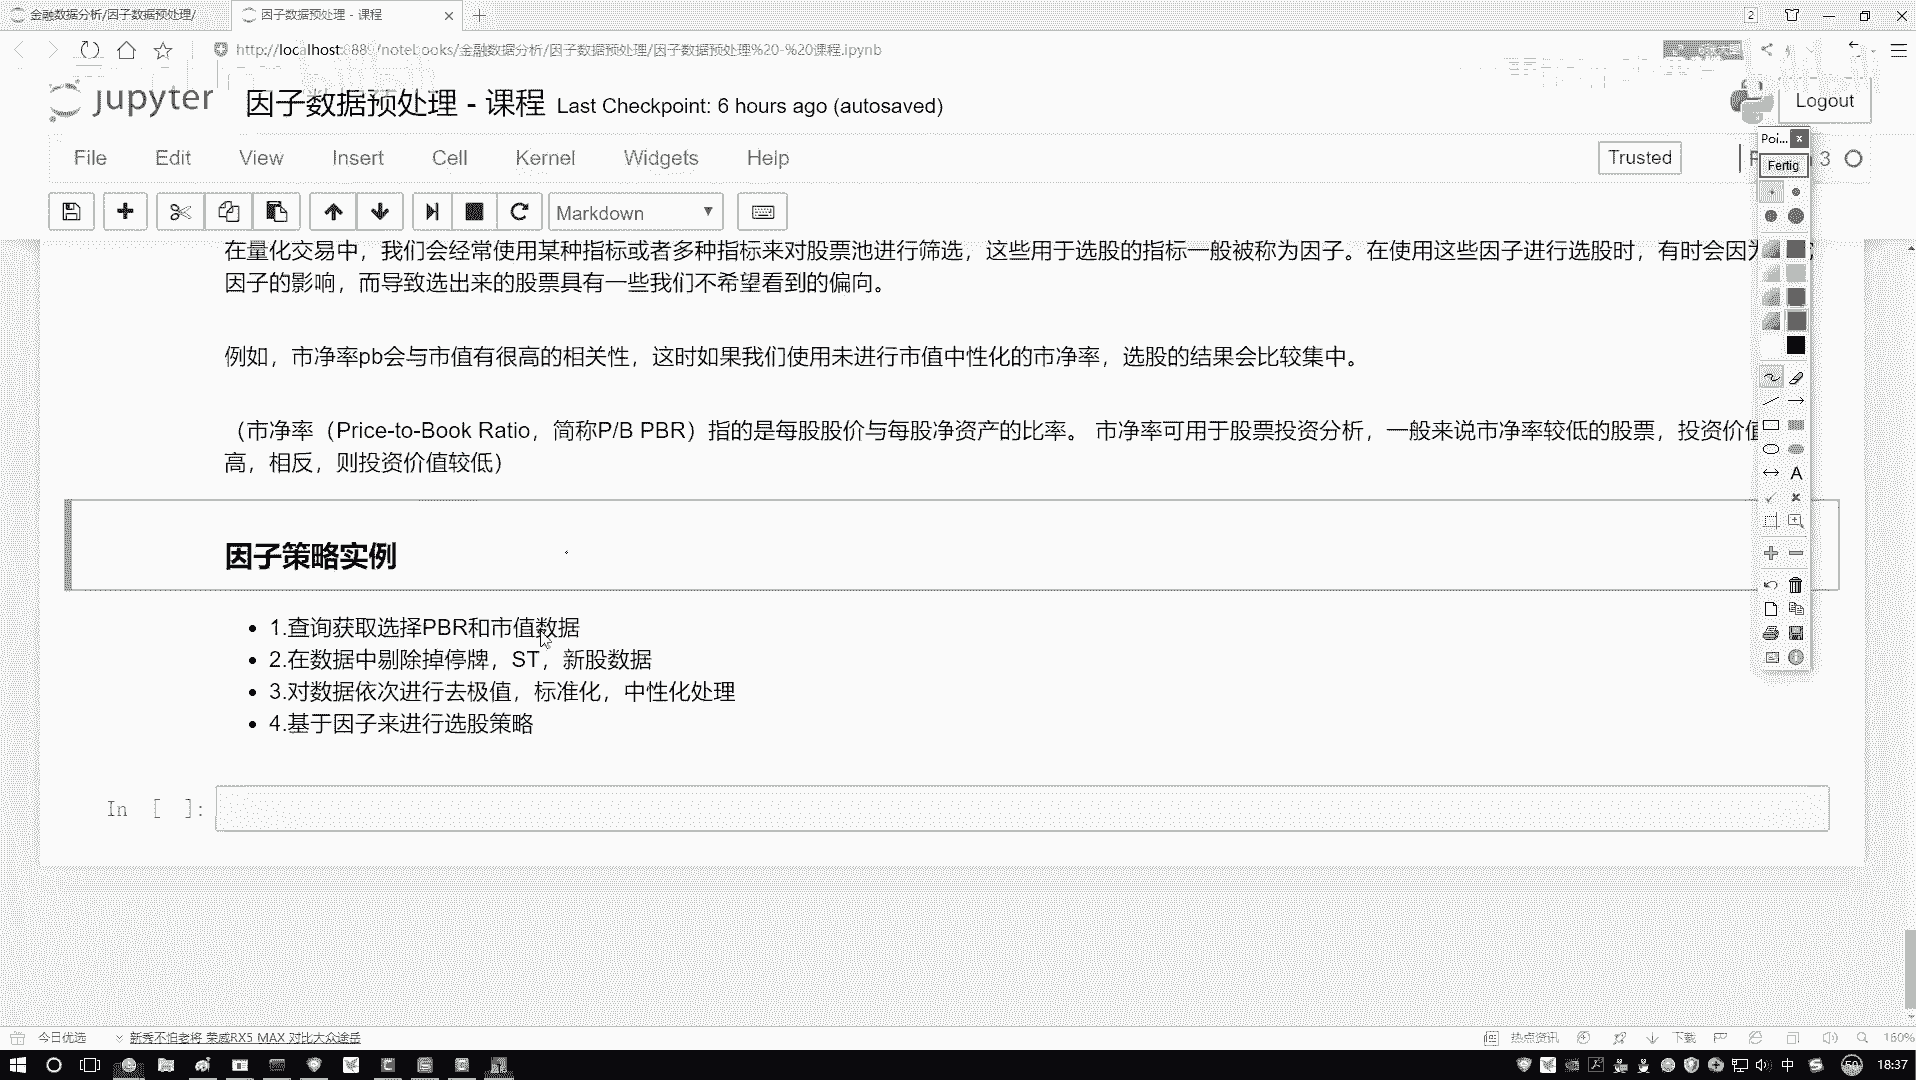 金融数据分析/因子数据预处理/
因子数据预处理 - 课程
2
http://localhost:888 /notebooks/金融数据分析/因子数据预处理/因子数据预处理%20-%20课程.ipynb
jupyter
因子数据预处理 - 课程 Last Checkpoint: 6 hours ago (autosaved)
Logout
File Edit View Insert Cell Kernel Widgets Help
Trusted
3
Poi...
Fertig
Markdown
在量化交易中，我们会经常使用某种指标或者多种指标来对股票池进行筛选，这些用于选股的指标一般被称为因子。在使用这些因子进行选股时，有时会因为
因子的影响，而导致选出来的股票具有一些我们不希望看到的偏向。
例如，市净率pb会与市值有很高的相关性，这时如果我们使用未进行市值中性化的市净率，选股的结果会比较集中。
（市净率（Price-to-Book Ratio，简称P/B PBR）指的是每股股价与每股净资产的比率。 市净率可用于股票投资分析，一般来说市净率较低的股票，投资价值
高，相反，则投资价值较低）
因子策略实例
1.查询获取选择PBR和市值数据
2.在数据中剔除掉停牌，ST，新股数据
3.对数据依次进行去极值，标准化，中性化处理
4.基于因子来进行选股策略
In [ ]:
A
今日优选
新秀不怕老将 荣威RX5 MAX 对比大众途岳
热点资讯
下载
160%
中
18:37